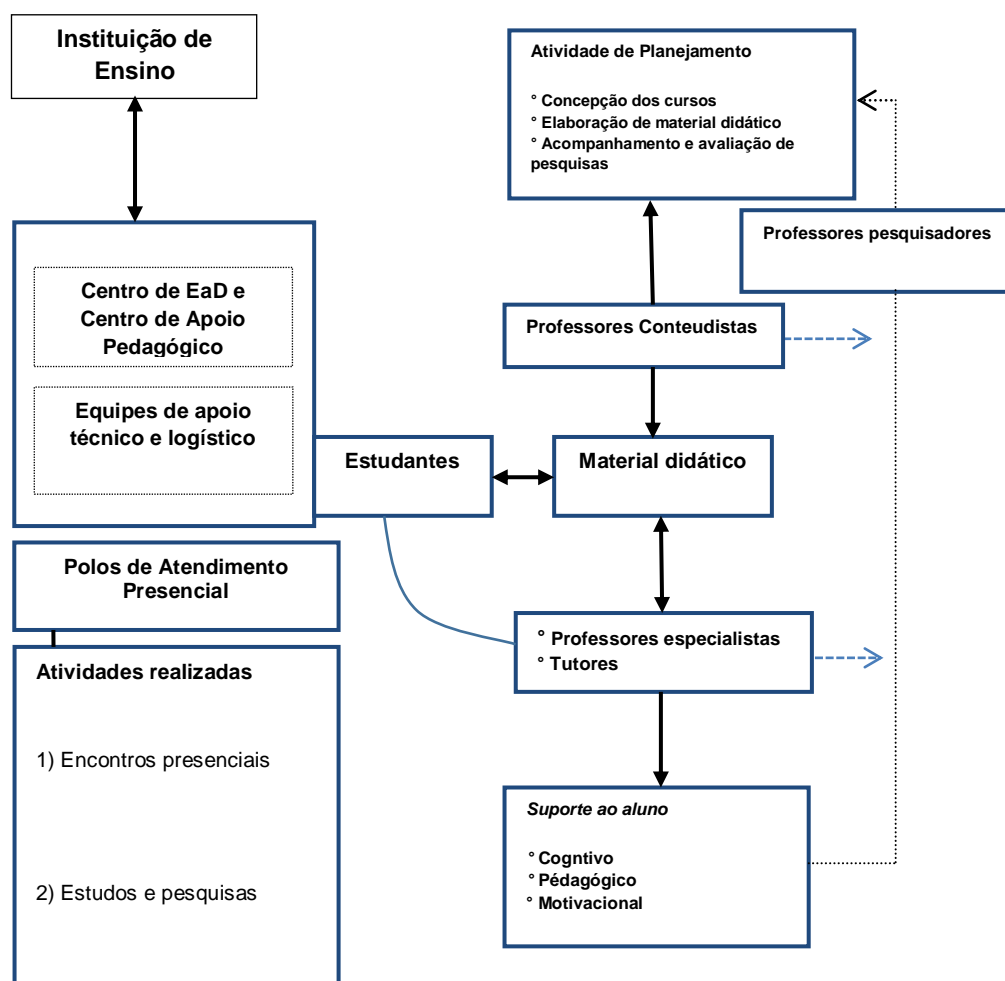 Instituição de
Ensino
Centro de EaD e
Centro de Apoio
Pedagógico
Equipes de apoio
técnico e logístico
Polos de Atendimento
Presencial
Atividades realizadas
1) Encontros presenciais
2) Estudos e pesquisas
Estudantes
Atividade de Planejamento
° Concepção dos cursos
° Elaboração de material didático
° Acompanhamento e avaliação de
pesquisas
Professores pesquisadores
Professores Conteudistas
Material didático
° Professores especialistas
° Tutores
Suporte ao aluno
° Cogntivo
° Pédagógico
° Motivacional